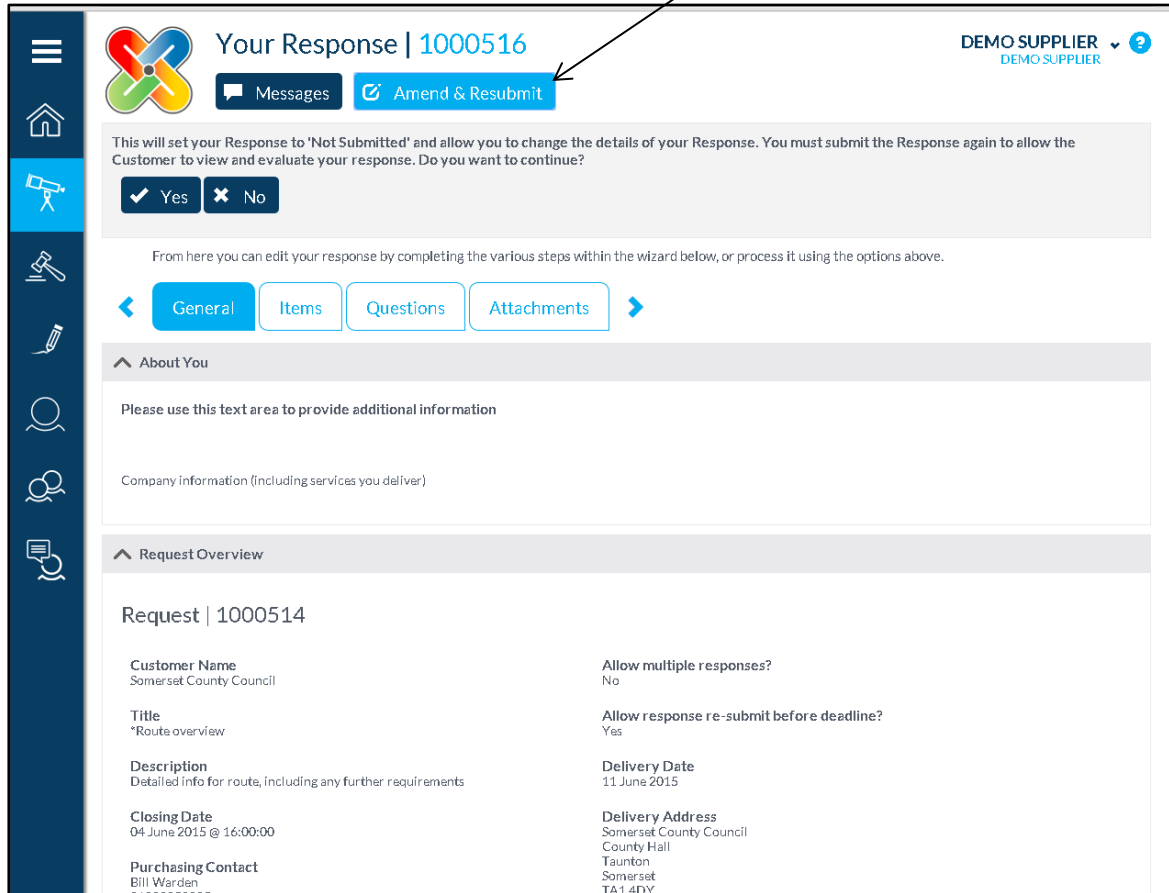 Your Response | 1000516
DEMO SUPPLIER
DEMO SUPPLIER
Messages
Amend & Resubmit
This will set your Response to 'Not Submitted' and allow you to change the details of your Response. You must submit the Response again to allow the
Customer to view and evaluate your response. Do you want to continue?
Yes
No
From here you can edit your response by completing the various steps within the wizard below, or process it using the options above.
General
Items
Questions
Attachments
About You
Please use this text area to provide additional information
Company information (including services you deliver)
Request Overview
Request | 1000514
Customer Name
Somerset County Council
Allow multiple responses?
No
Title
*Route overview
Allow response re-submit before deadline?
Yes
Description
Detailed info for route, including any further requirements
Delivery Date
11 June 2015
Closing Date
04 June 2015 @ 16:00:00
Delivery Address
Somerset County Council
County Hall
Taunton
Somerset
TA1 4DY
Purchasing Contact
Bill Warden